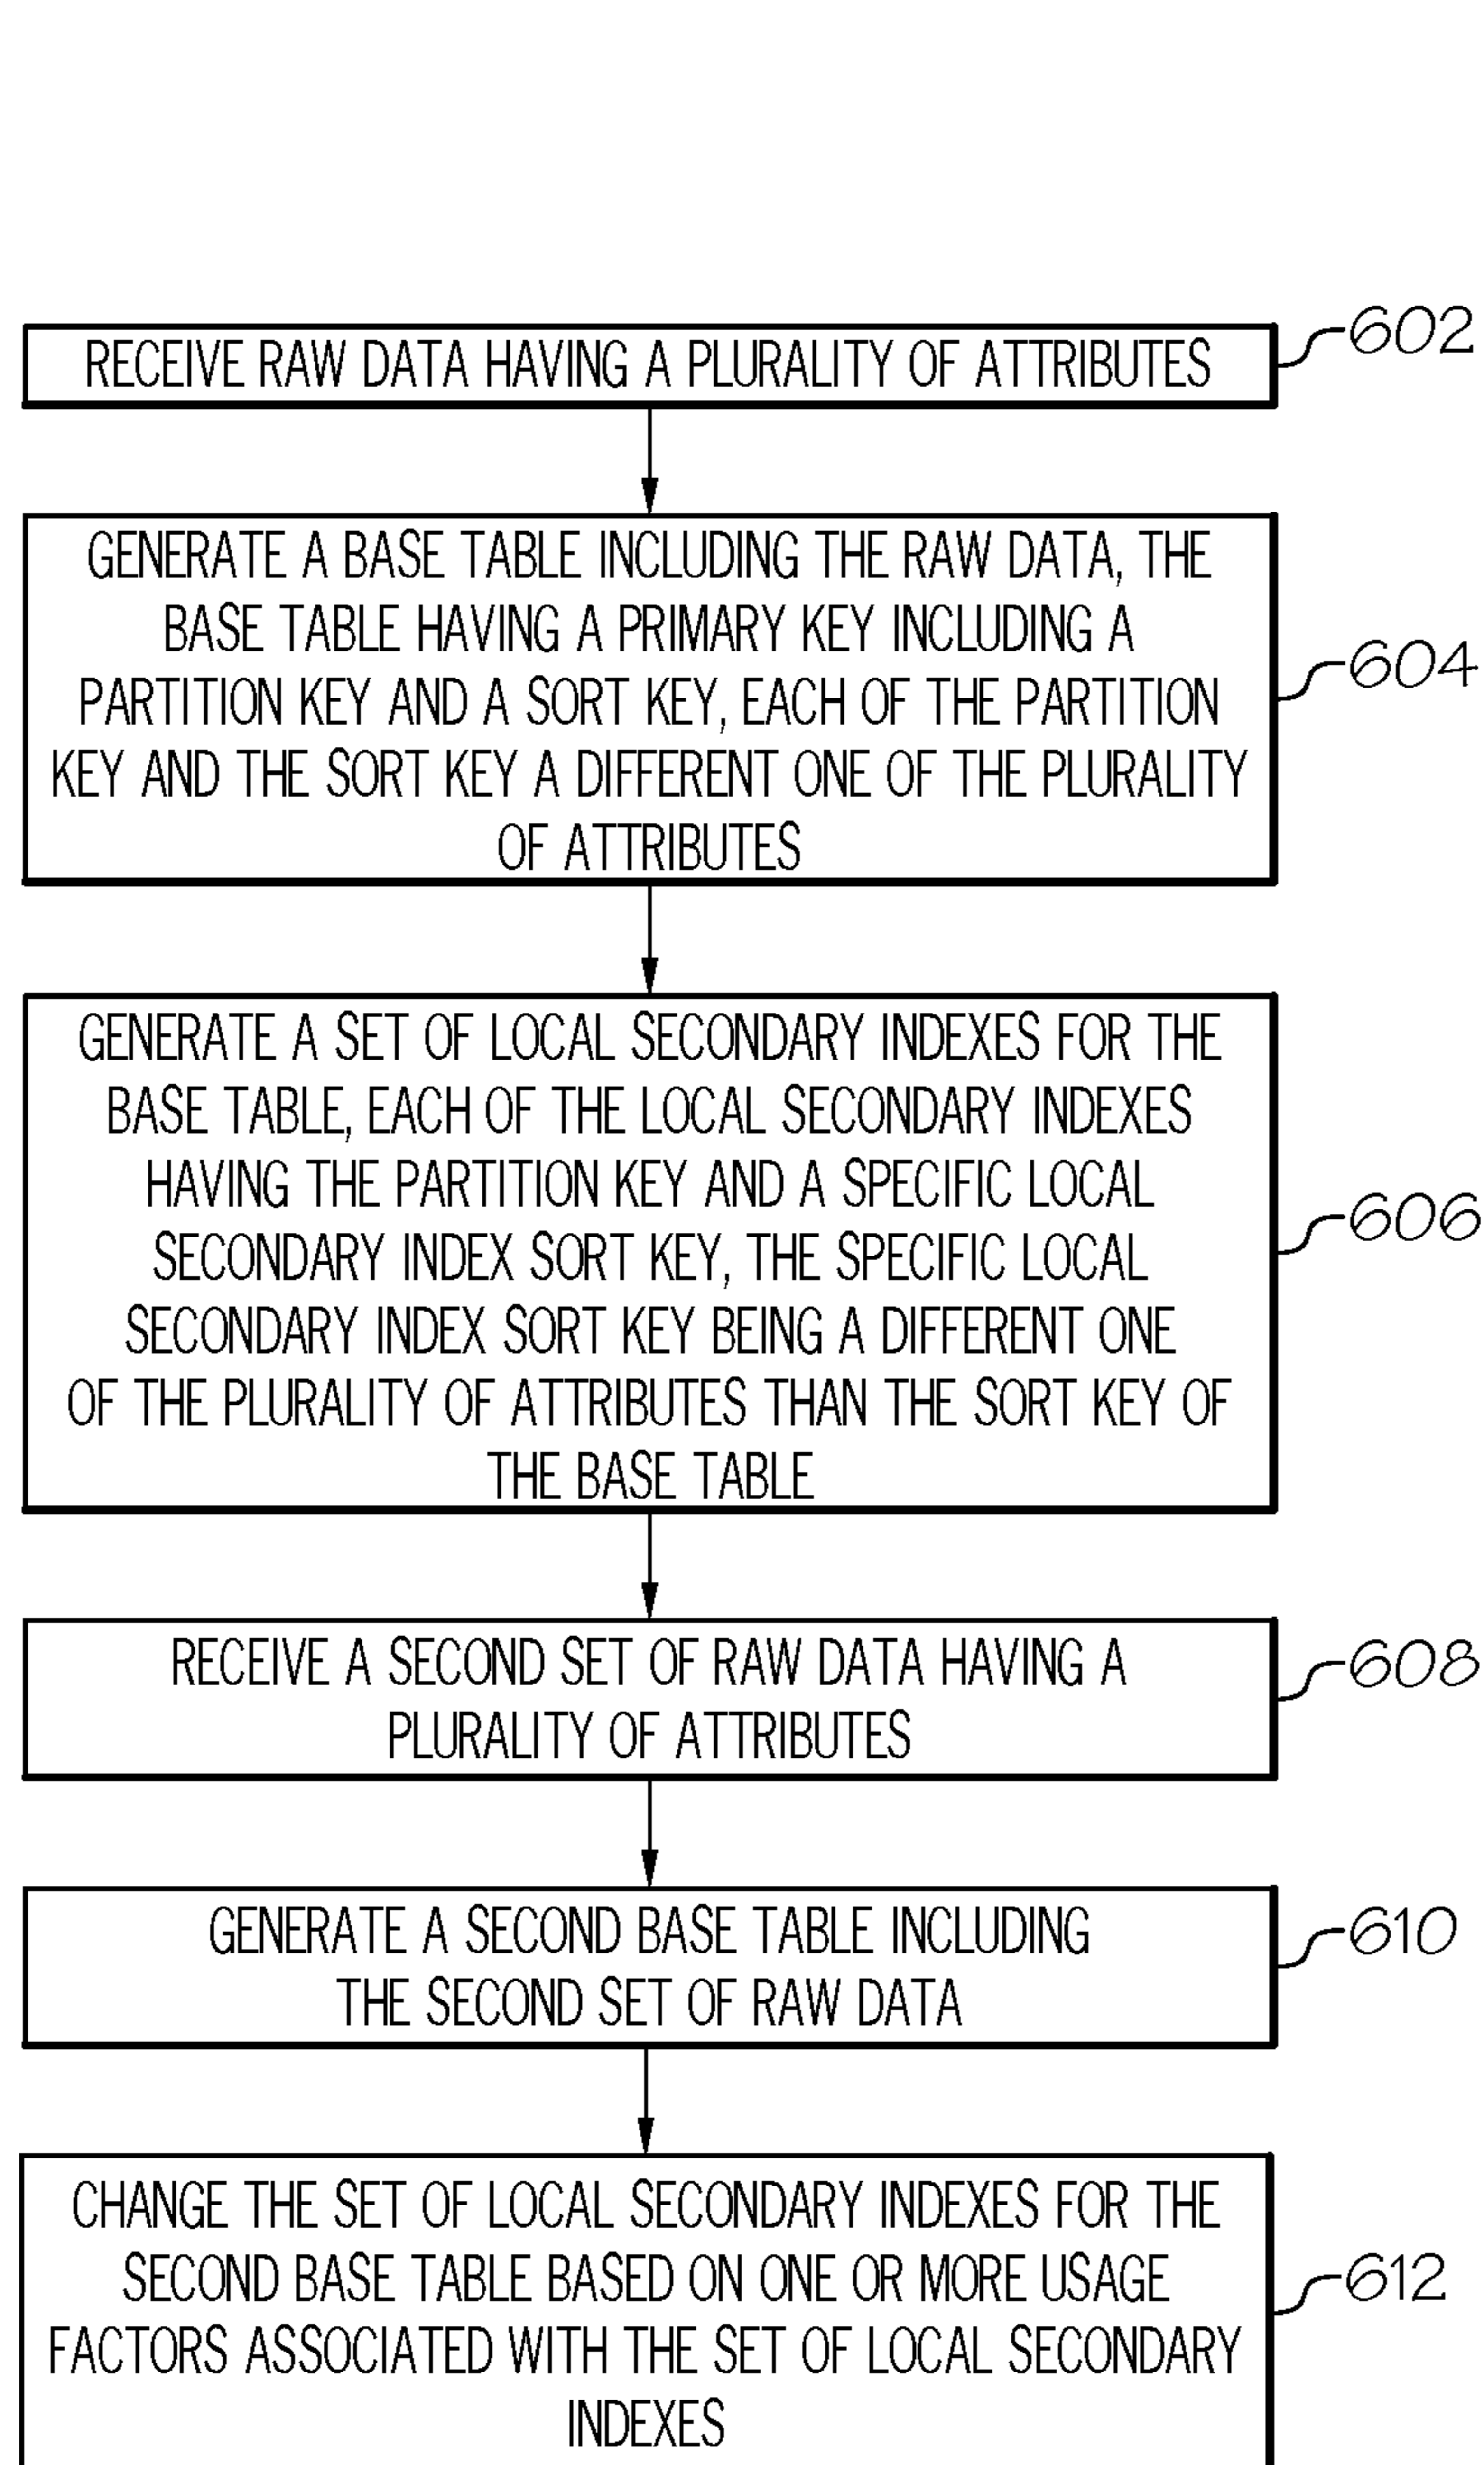 RECEIVE RAW DATA HAVING A PLURALITY OF ATTRIBUTES
602
GENERATE A BASE TABLE INCLUDING THE RAW DATA, THE
BASE TABLE HAVING A PRIMARY KEY INCLUDING A
PARTITION KEY AND A SORT KEY, EACH OF THE PARTITION
KEY AND THE SORT KEY A DIFFERENT ONE OF THE PLURALITY
OF ATTRIBUTES
604
GENERATE A SET OF LOCAL SECONDARY INDEXES FOR THE
BASE TABLE, EACH OF THE LOCAL SECONDARY INDEXES
HAVING THE PARTITION KEY AND A SPECIFIC LOCAL
SECONDARY INDEX SORT KEY, THE SPECIFIC LOCAL
SECONDARY INDEX SORT KEY BEING A DIFFERENT ONE
OF THE PLURALITY OF ATTRIBUTES THAN THE SORT KEY OF
THE BASE TABLE
606
RECEIVE A SECOND SET OF RAW DATA HAVING A
PLURALITY OF ATTRIBUTES
608
GENERATE A SECOND BASE TABLE INCLUDING
THE SECOND SET OF RAW DATA
610
CHANGE THE SET OF LOCAL SECONDARY INDEXES FOR THE
SECOND BASE TABLE BASED ON ONE OR MORE USAGE
FACTORS ASSOCIATED WITH THE SET OF LOCAL SECONDARY
INDEXES
612